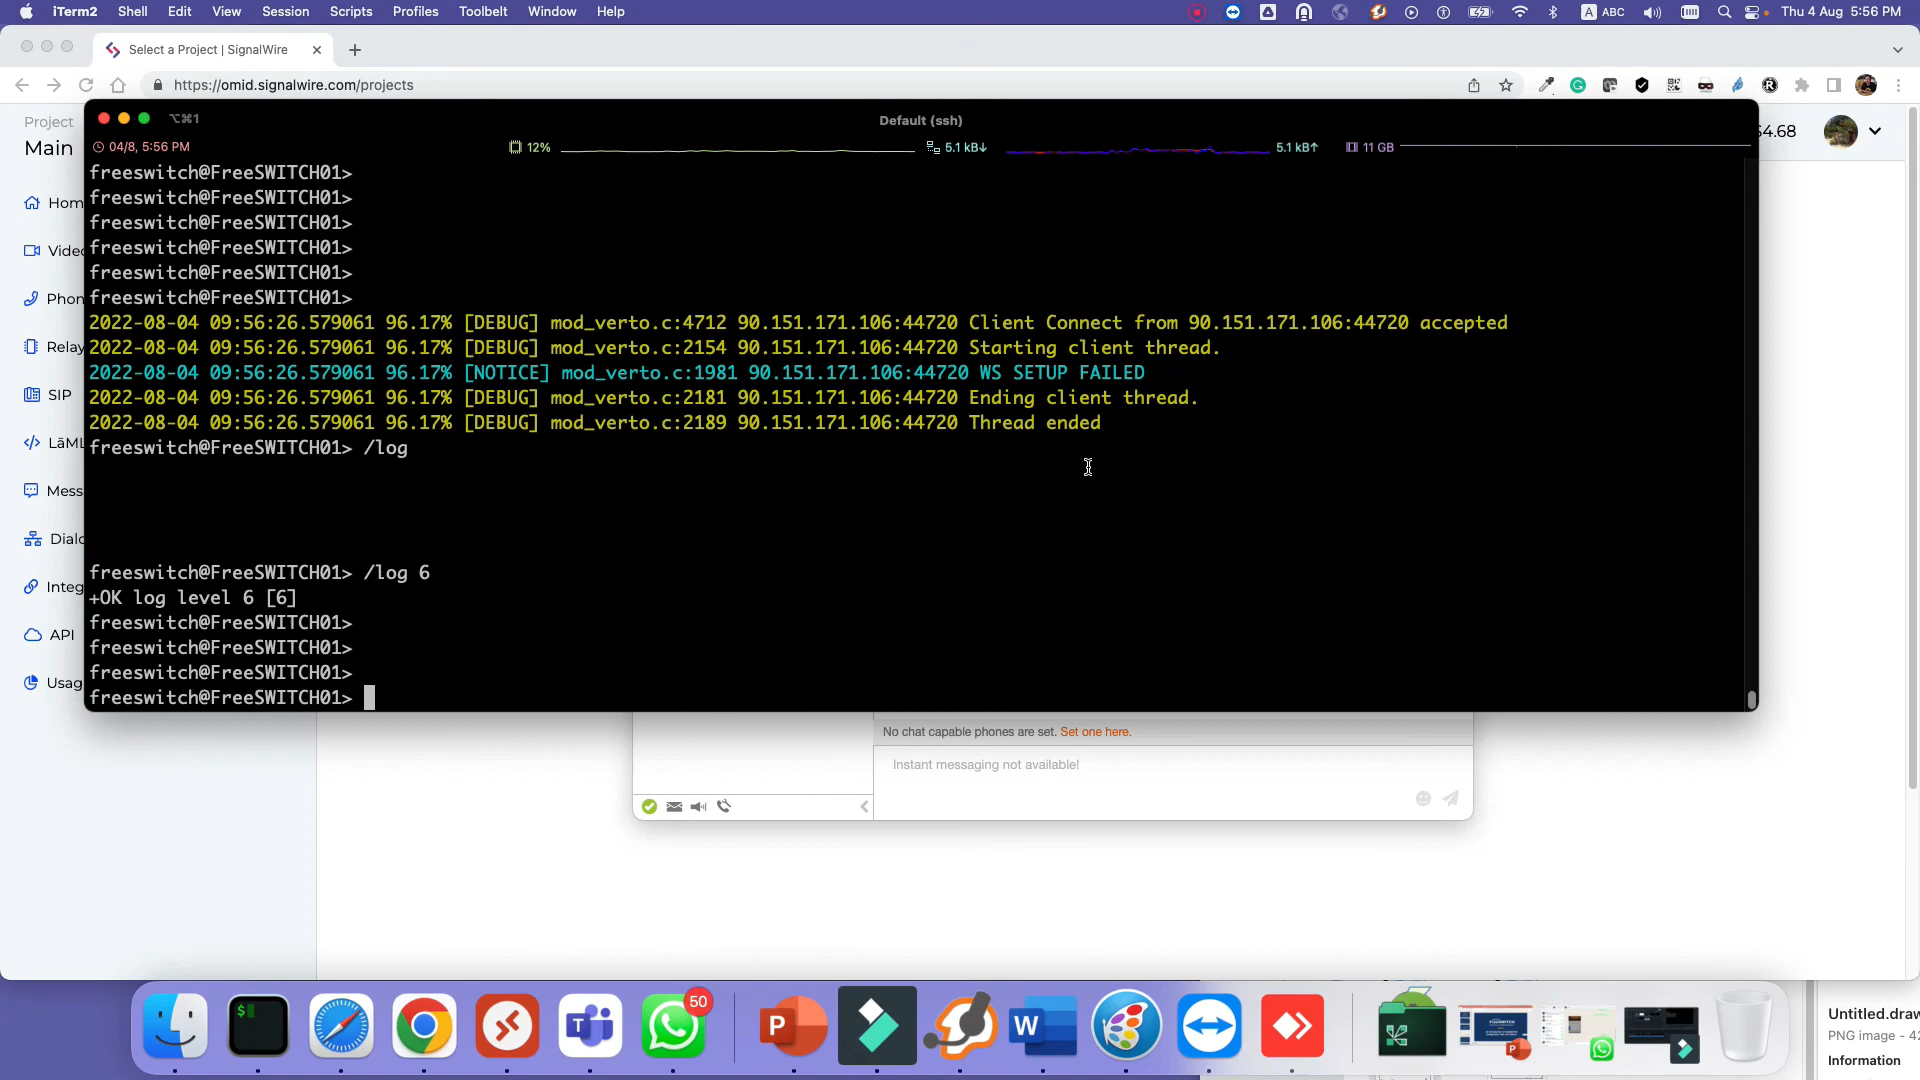 iTerm2 Shell Edit View Session Scripts Profiles Toolbelt Window Help ABC Thu 4 Aug 5:56 PM
Select a Project | SignalWire
https://omid.signalwire.com/projects
Project
Main
4.68
⌥⌘1
Default (ssh)
04/8, 5:56 PM 12% 5.1 kB↓ 5.1 kB↑ 11 GB
Hom
Vide
Phon
Relay
SIP
LāML
Mess
Dialo
Integ
API
Usag
freeswitch@FreeSWITCH01>
freeswitch@FreeSWITCH01>
freeswitch@FreeSWITCH01>
freeswitch@FreeSWITCH01>
freeswitch@FreeSWITCH01>
freeswitch@FreeSWITCH01>
2022-08-04 09:56:26.579061 96.17% [DEBUG] mod_verto.c:4712 90.151.171.106:44720 Client Connect from 90.151.171.106:44720 accepted
2022-08-04 09:56:26.579061 96.17% [DEBUG] mod_verto.c:2154 90.151.171.106:44720 Starting client thread.
2022-08-04 09:56:26.579061 96.17% [NOTICE] mod_verto.c:1981 90.151.171.106:44720 WS SETUP FAILED
2022-08-04 09:56:26.579061 96.17% [DEBUG] mod_verto.c:2181 90.151.171.106:44720 Ending client thread.
2022-08-04 09:56:26.579061 96.17% [DEBUG] mod_verto.c:2189 90.151.171.106:44720 Thread ended
freeswitch@FreeSWITCH01> /log
freeswitch@FreeSWITCH01> /log 6
+OK log level 6 [6]
freeswitch@FreeSWITCH01>
freeswitch@FreeSWITCH01>
freeswitch@FreeSWITCH01>
freeswitch@FreeSWITCH01>
No chat capable phones are set. Set one here.
Instant messaging not available!
50
Untitled.draw
PNG image - 42
Information